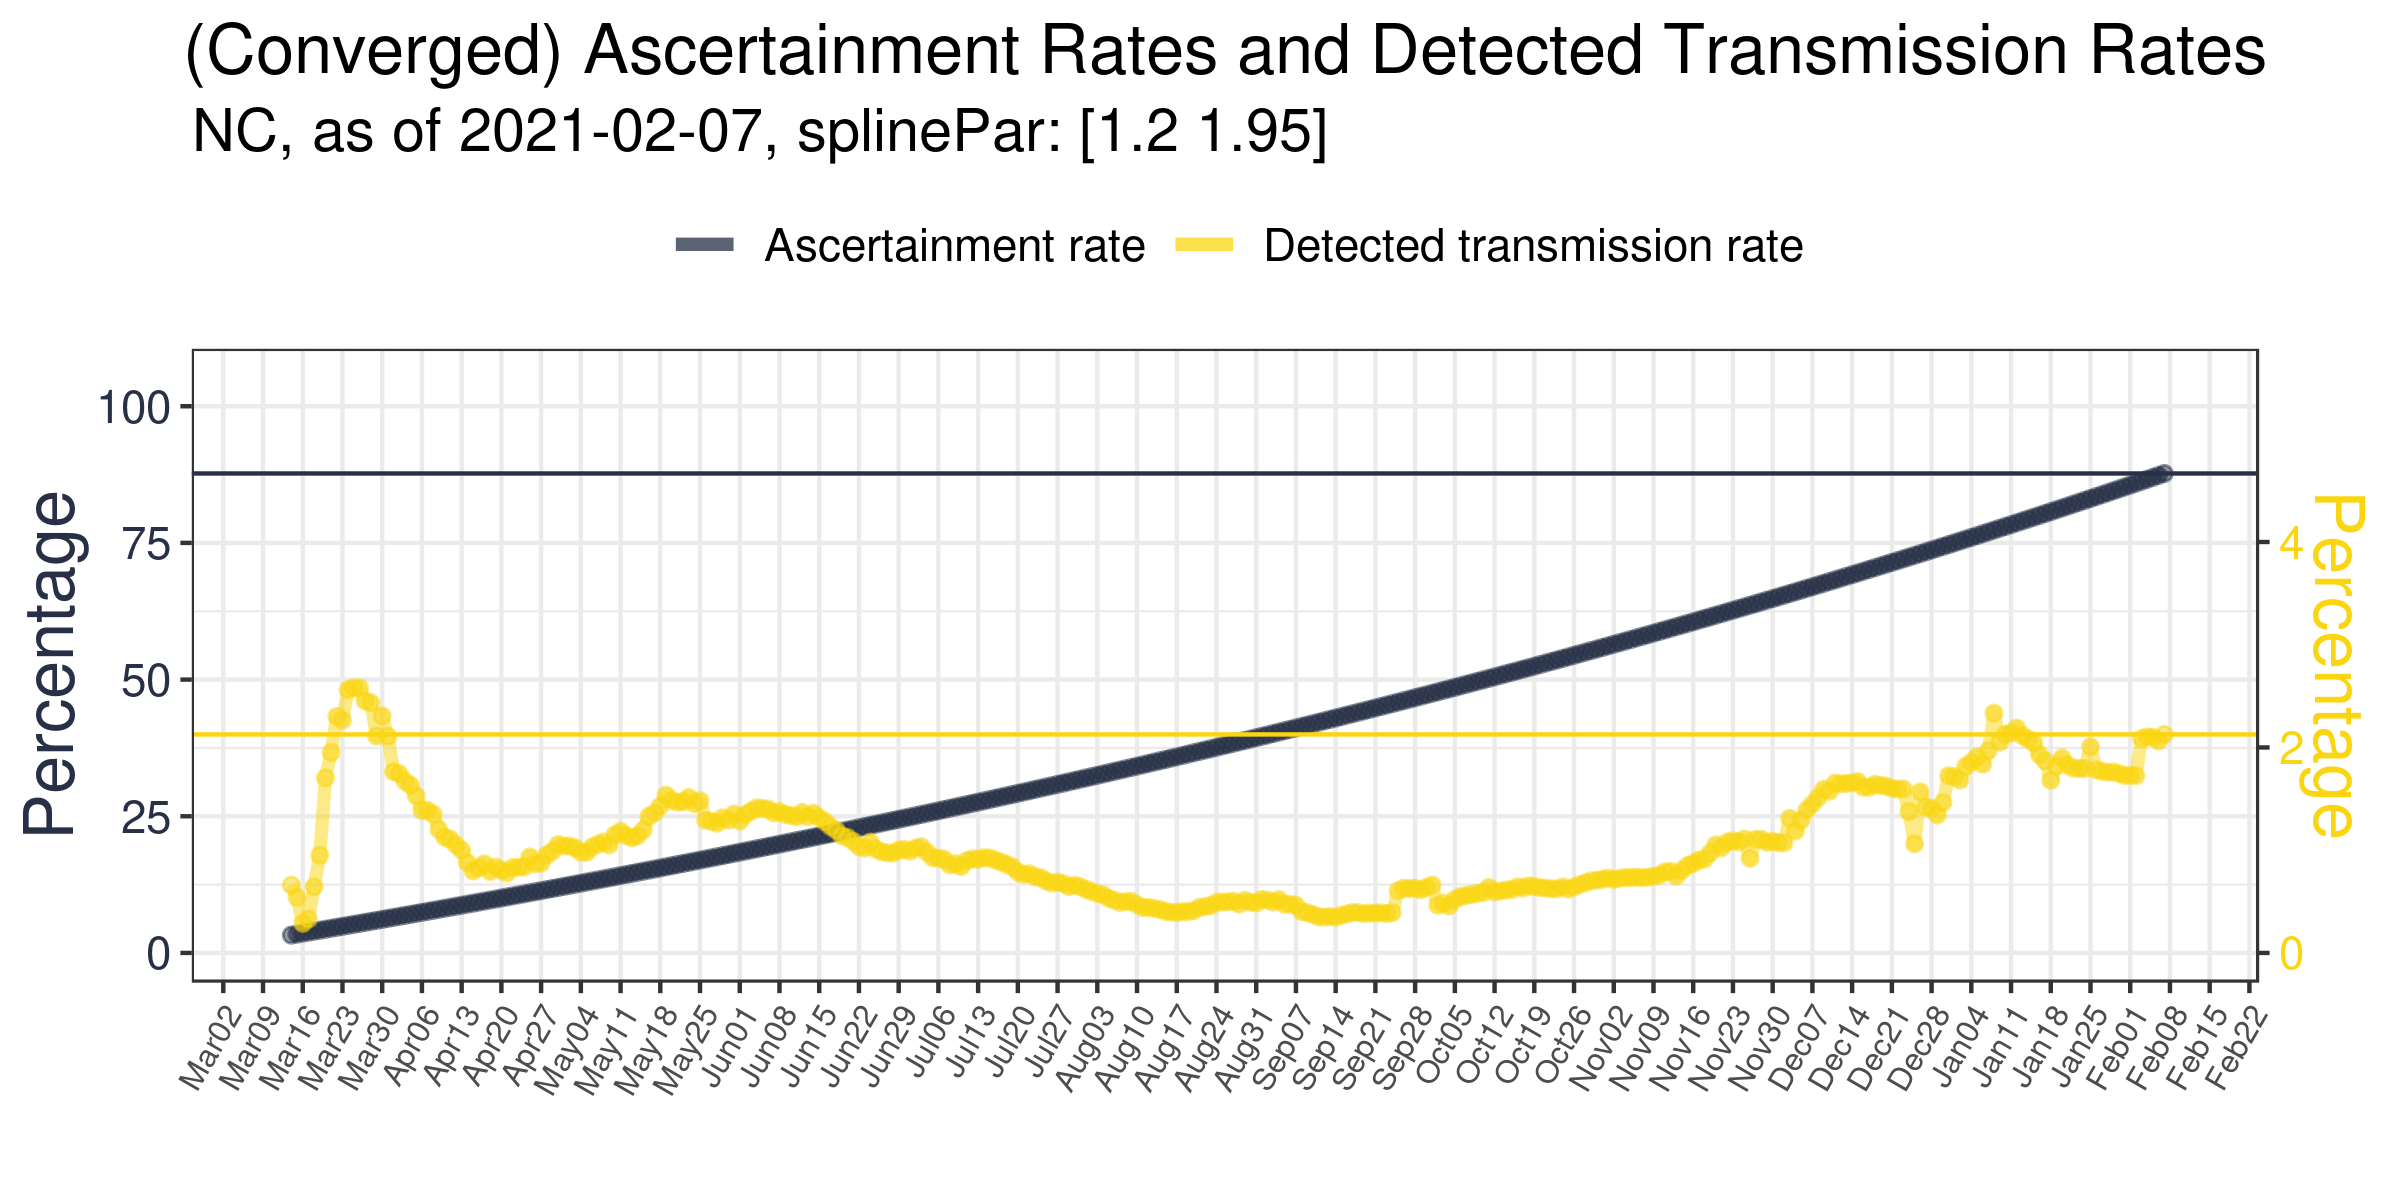 (Converged) Ascertainment Rates and Detected Transmission Rates
NC, as of 2021-02-07, splinePar: [1.2 1.95]
Ascertainment rate
Detected transmission rate
Percentage
100
75
50
25
0
4
2
0
Percentage
Mar02
Mar09
Mar16
Mar23
Mar30
Apr06
Apr13
Apr20
Apr27
May04
May11
May18
May25
Jun01
Jun08
Jun15
Jun22
Jun29
Jul06
Jul13
Jul20
Jul27
Aug03
Aug10
Aug17
Aug24
Aug31
Sep07
Sep14
Sep21
Sep28
Oct05
Oct12
Oct19
Oct26
Nov02
Nov09
Nov16
Nov23
Nov30
Dec07
Dec14
Dec21
Dec28
Jan04
Jan11
Jan18
Jan25
Feb01
Feb08
Feb15
Feb22